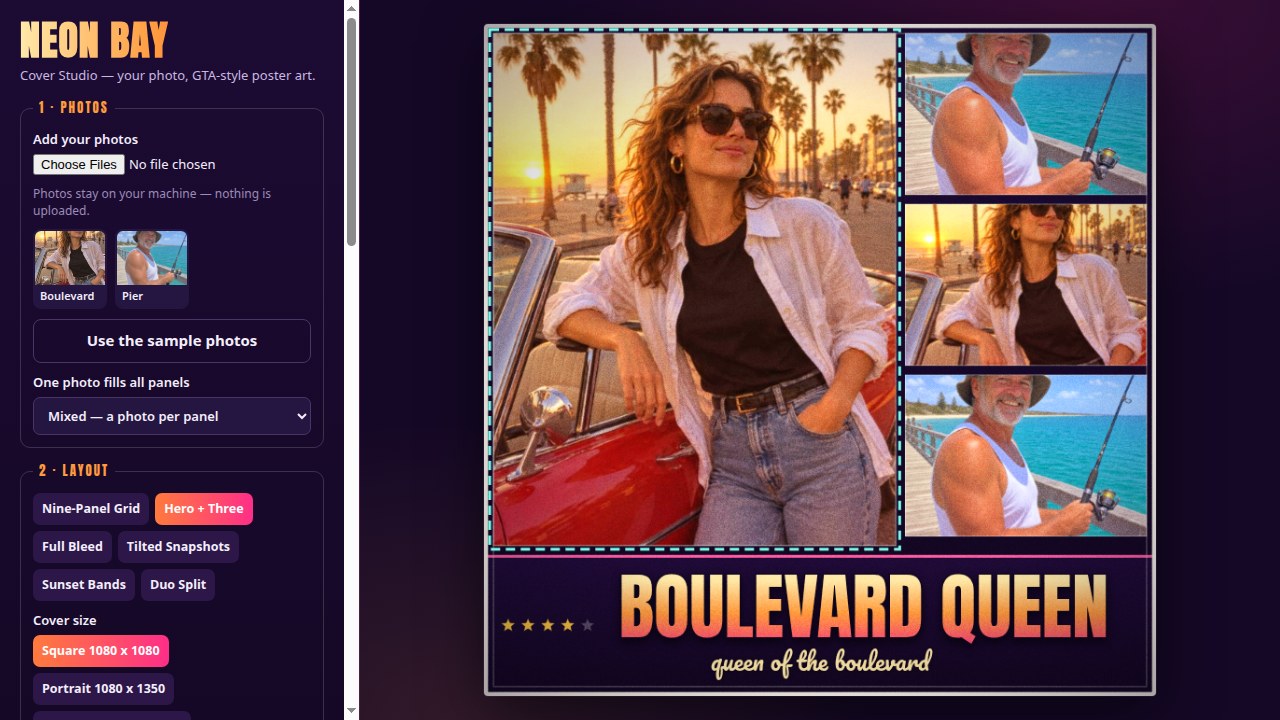 NEON BAY
Cover Studio — your photo, GTA-style poster art.
1 · PHOTOS
Add your photos
Choose Files No file chosen
Photos stay on your machine — nothing is
uploaded.
Boulevard Pier
Use the sample photos
One photo fills all panels
Mixed — a photo per panel
2 · LAYOUT
Nine-Panel Grid Hero + Three
Full Bleed Tilted Snapshots
Sunset Bands Duo Split
Cover size
Square 1080 x 1080
Portrait 1080 x 1350
BOULEVARD QUEEN
queen of the boulevard